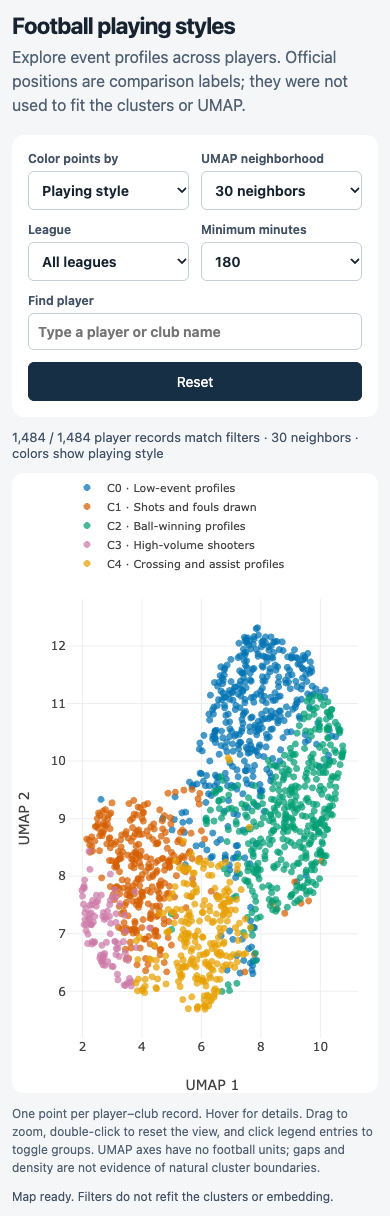 Football playing styles
Explore event profiles across players. Official
positions are comparison labels; they were not
used to fit the clusters or UMAP.
Color points by
UMAP neighborhood
Playing style
30 neighbors
League
Minimum minutes
All leagues
180
Find player
Type a player or club name
Reset
1,484 / 1,484 player records match filters · 30 neighbors ·
colors show playing style
C0 · Low-event profiles
C1 · Shots and fouls drawn
C2 · Ball-winning profiles
C3 · High-volume shooters
C4 · Crossing and assist profiles
12
11
10
9
8
7
6
UMAP 2
2
4
6
8
10
UMAP 1
One point per player–club record. Hover for details. Drag to
zoom, double-click to reset the view, and click legend entries to
toggle groups. UMAP axes have no football units; gaps and
density are not evidence of natural cluster boundaries.
Map ready. Filters do not refit the clusters or embedding.